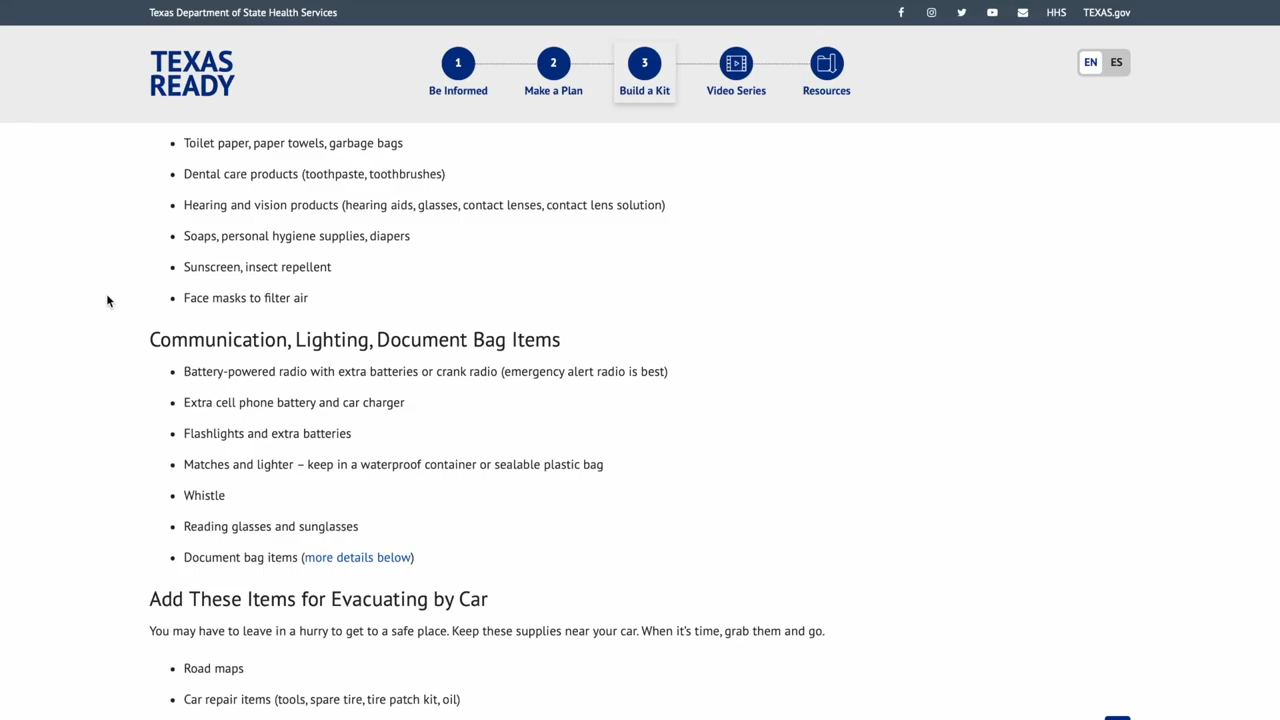 Texas Department of State Health Services
HHS
TEXAS.gov
TEXAS
READY
1
2
3
Be Informed
Make a Plan
Build a Kit
Video Series
Resources
EN
ES
• Toilet paper, paper towels, garbage bags
• Dental care products (toothpaste, toothbrushes)
• Hearing and vision products (hearing aids, glasses, contact lenses, contact lens solution)
• Soaps, personal hygiene supplies, diapers
• Sunscreen, insect repellent
• Face masks to filter air
Communication, Lighting, Document Bag Items
• Battery-powered radio with extra batteries or crank radio (emergency alert radio is best)
• Extra cell phone battery and car charger
• Flashlights and extra batteries
• Matches and lighter – keep in a waterproof container or sealable plastic bag
• Whistle
• Reading glasses and sunglasses
• Document bag items (more details below)
Add These Items for Evacuating by Car
You may have to leave in a hurry to get to a safe place. Keep these supplies near your car. When it’s time, grab them and go.
• Road maps
• Car repair items (tools, spare tire, tire patch kit, oil)